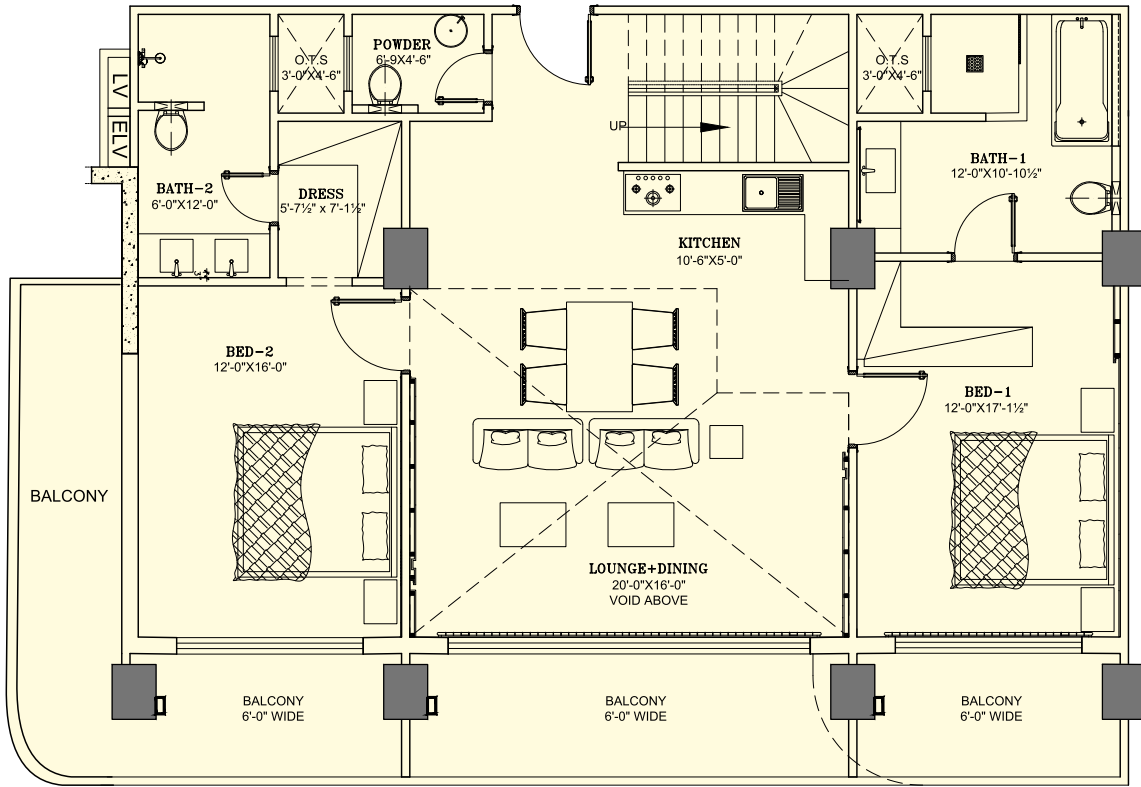 LV
ELV
O.T.S
3'-0"X4'-6"
POWDER
6'-9X4'-6"
UP
O.T.S
3'-0"X4'-6"
BATH-2
6'-0"X12'-0"
DRESS
5'-7½" x 7'-1½"
BATH-1
12'-0"X10'-10½"
KITCHEN
10'-6"X5'-0"
BED-2
12'-0"X16'-0"
BED-1
12'-0"X17'-1½"
BALCONY
LOUNGE+DINING
20'-0"X16'-0"
VOID ABOVE
BALCONY
6'-0" WIDE
BALCONY
6'-0" WIDE
BALCONY
6'-0" WIDE